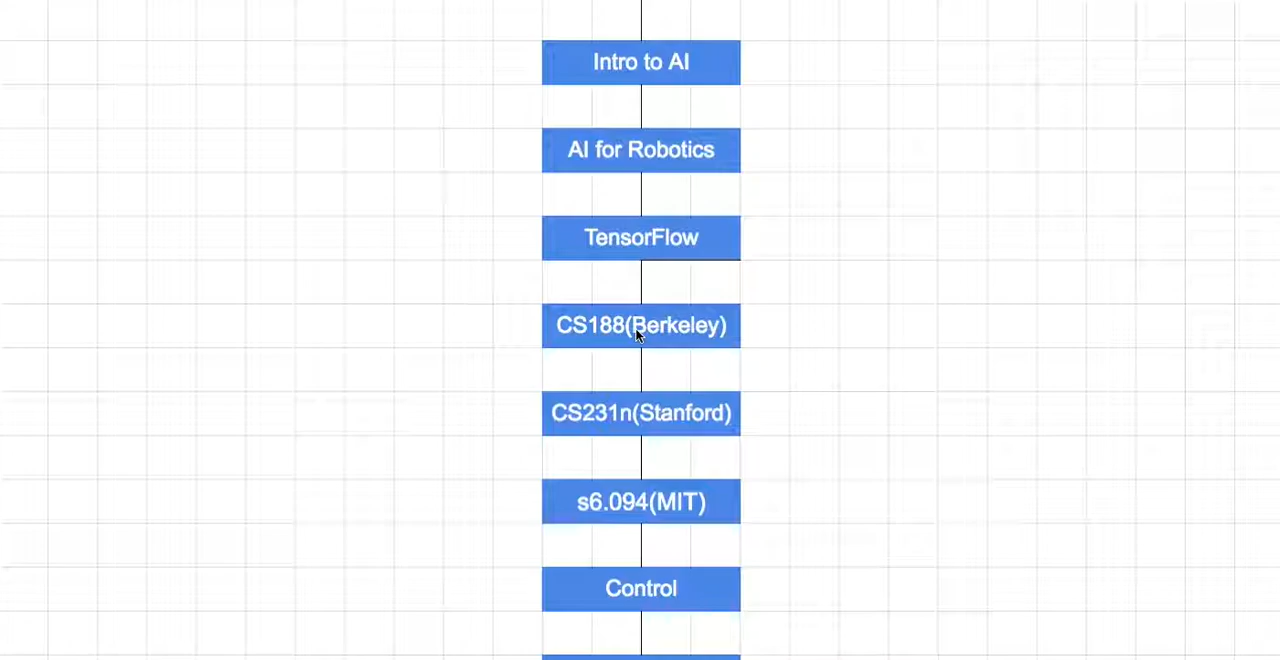 Intro to AI
AI for Robotics
TensorFlow
CS188(Berkeley)
CS231n(Stanford)
s6.094(MIT)
Control